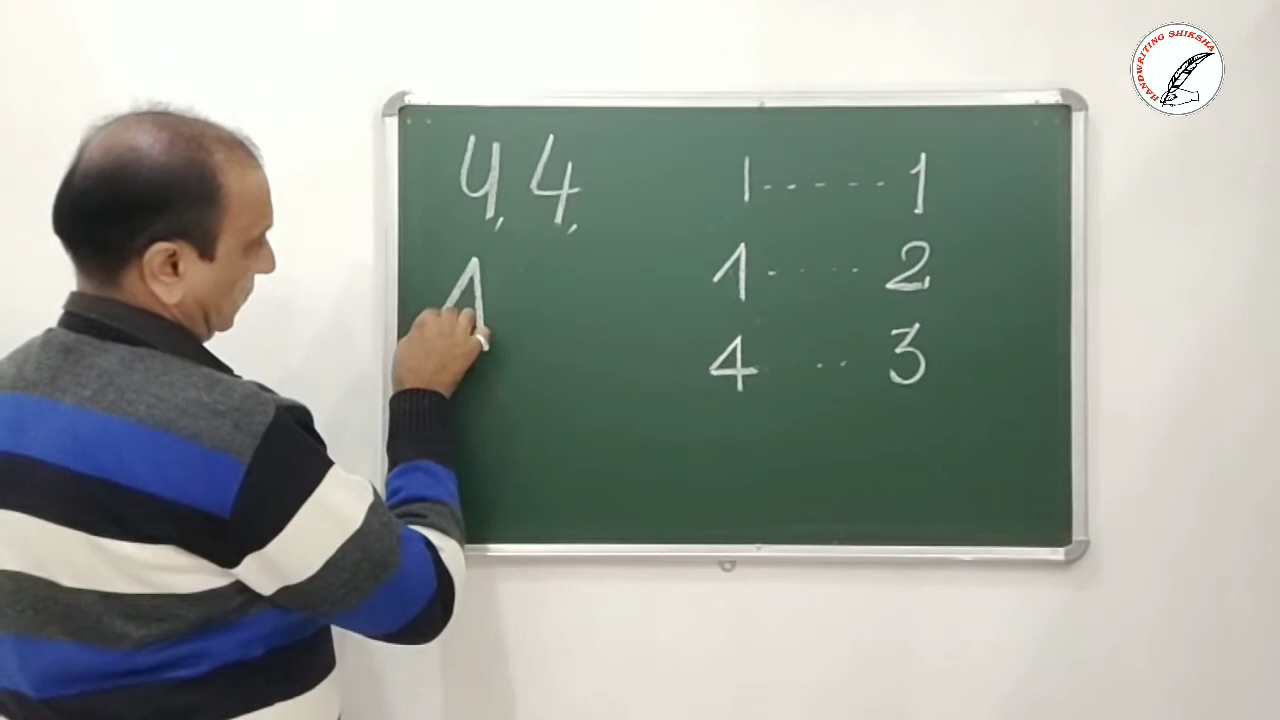 HANDWRITING SHIKSHA
4, 4,
1 - - - - - 1
1 - - - - 2
4 - - 3